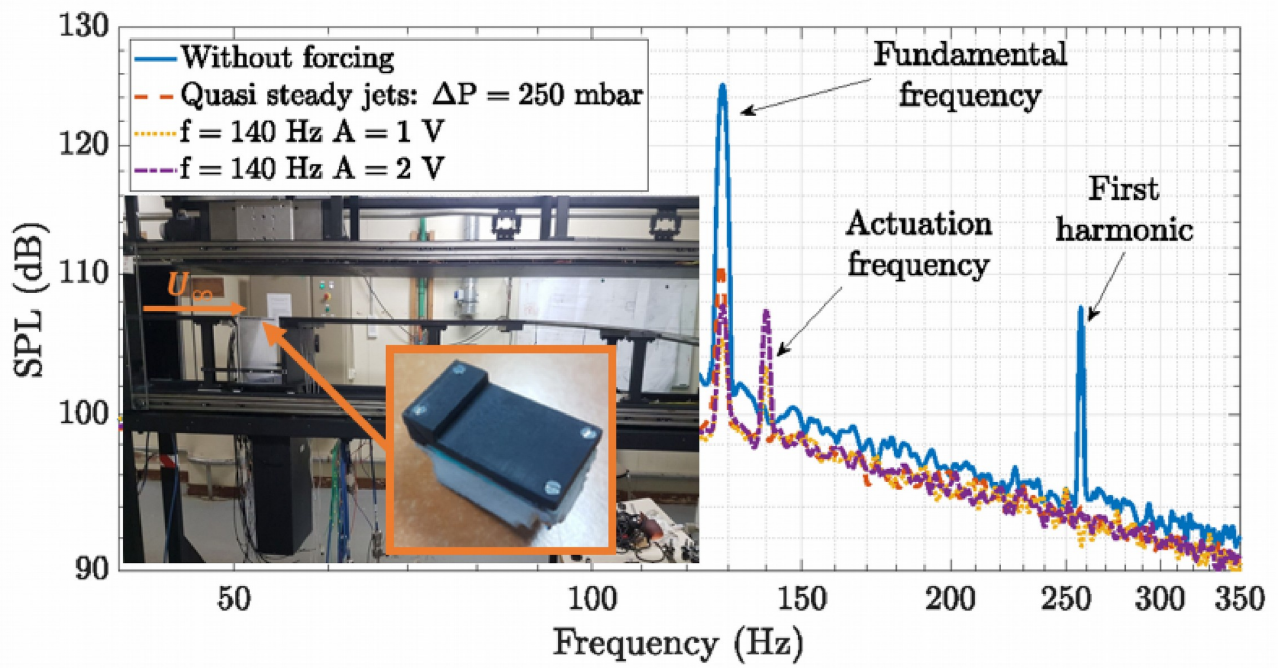 130
120
110
100
90
SPL (dB)
Without forcing
Quasi steady jets: ΔP = 250 mbar
f = 140 Hz A = 1 V
f = 140 Hz A = 2 V
Fundamental
frequency
Actuation
frequency
First
harmonic
U∞
50
100
150
200
250
300
350
Frequency (Hz)